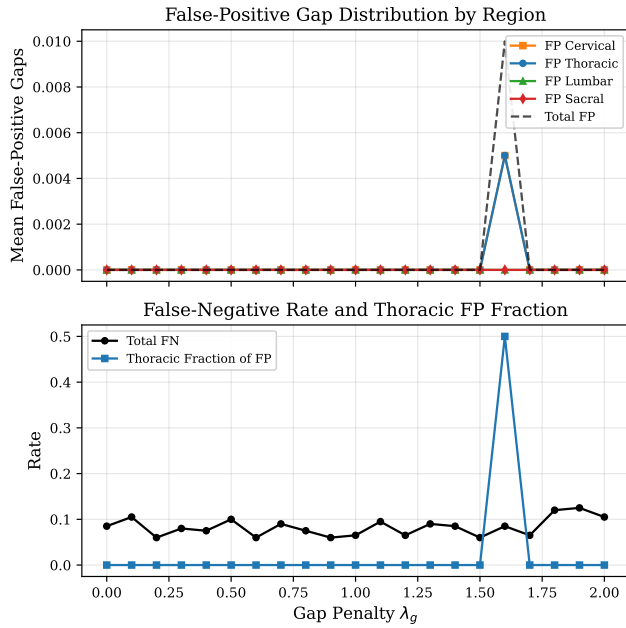 False-Positive Gap Distribution by Region
Mean False-Positive Gaps
0.010
0.008
0.006
0.004
0.002
0.000
FP Cervical
FP Thoracic
FP Lumbar
FP Sacral
Total FP
False-Negative Rate and Thoracic FP Fraction
Rate
0.5
0.4
0.3
0.2
0.1
0.0
Total FN
Thoracic Fraction of FP
0.00 0.25 0.50 0.75 1.00 1.25 1.50 1.75 2.00
Gap Penalty λg